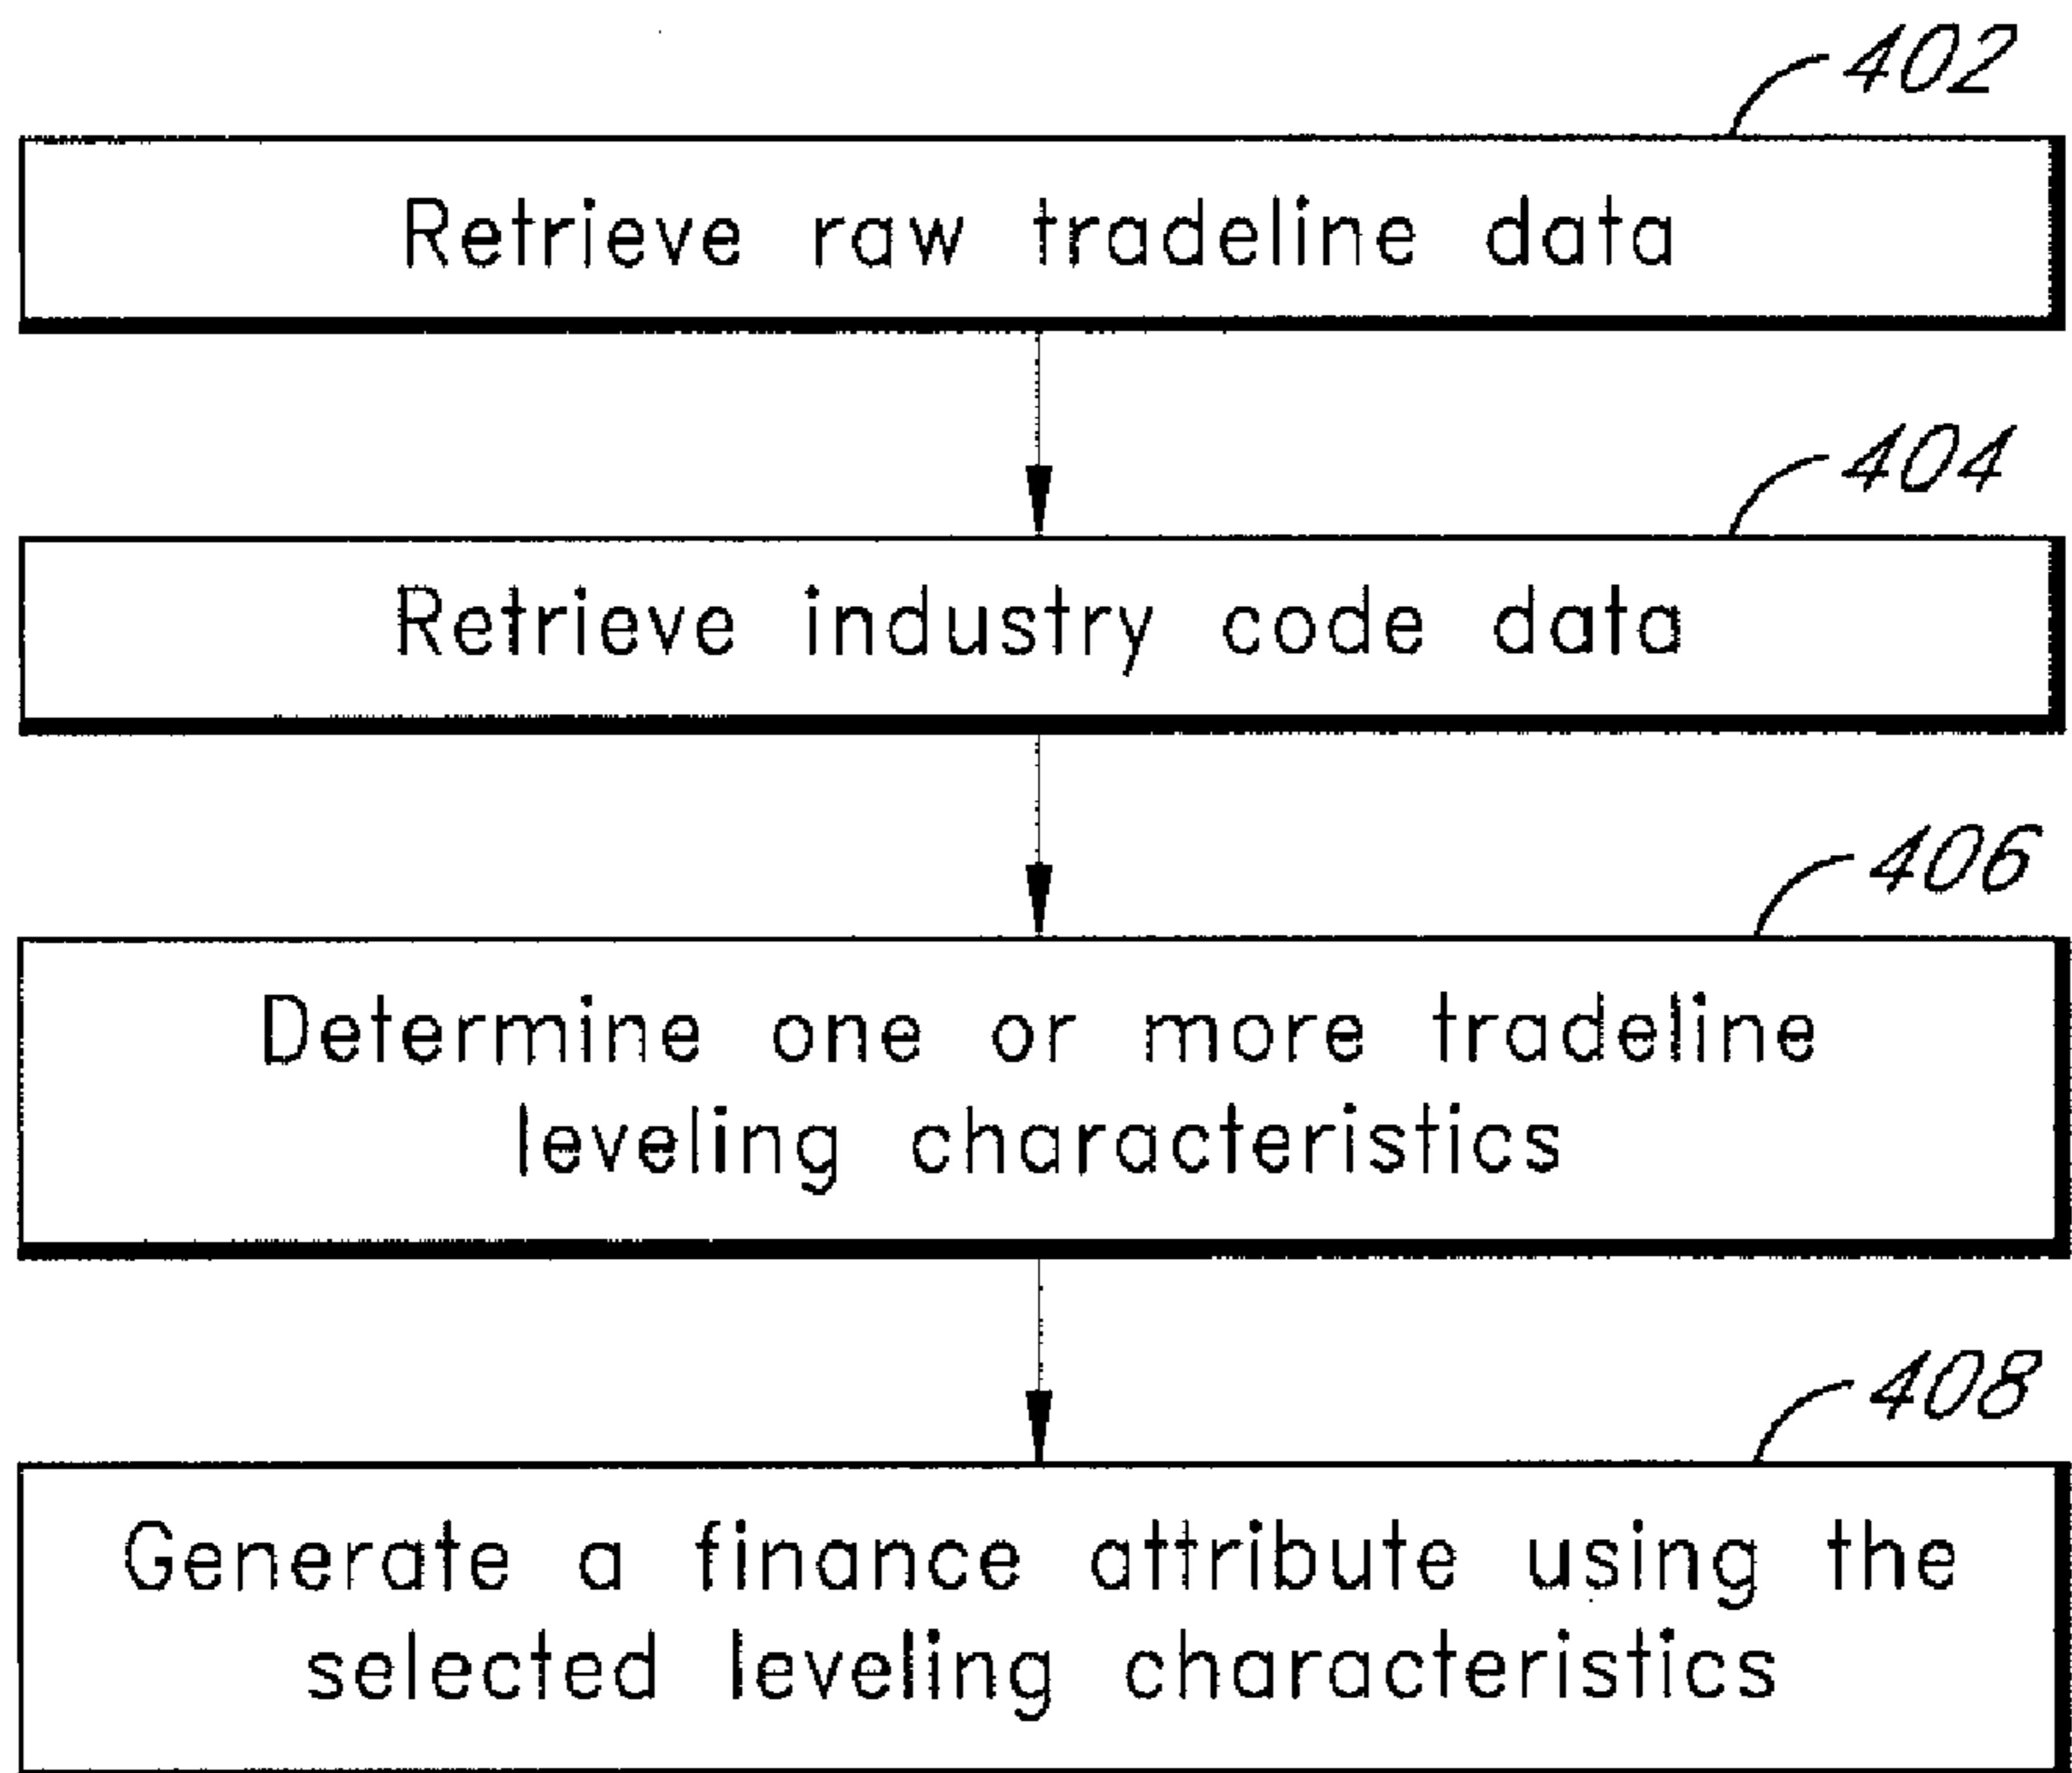 402
Retrieve raw tradeline data
404
Retrieve industry code data
406
Determine one or more tradeline
leveling characteristics
408
Generate a finance attribute using the
selected leveling characteristics